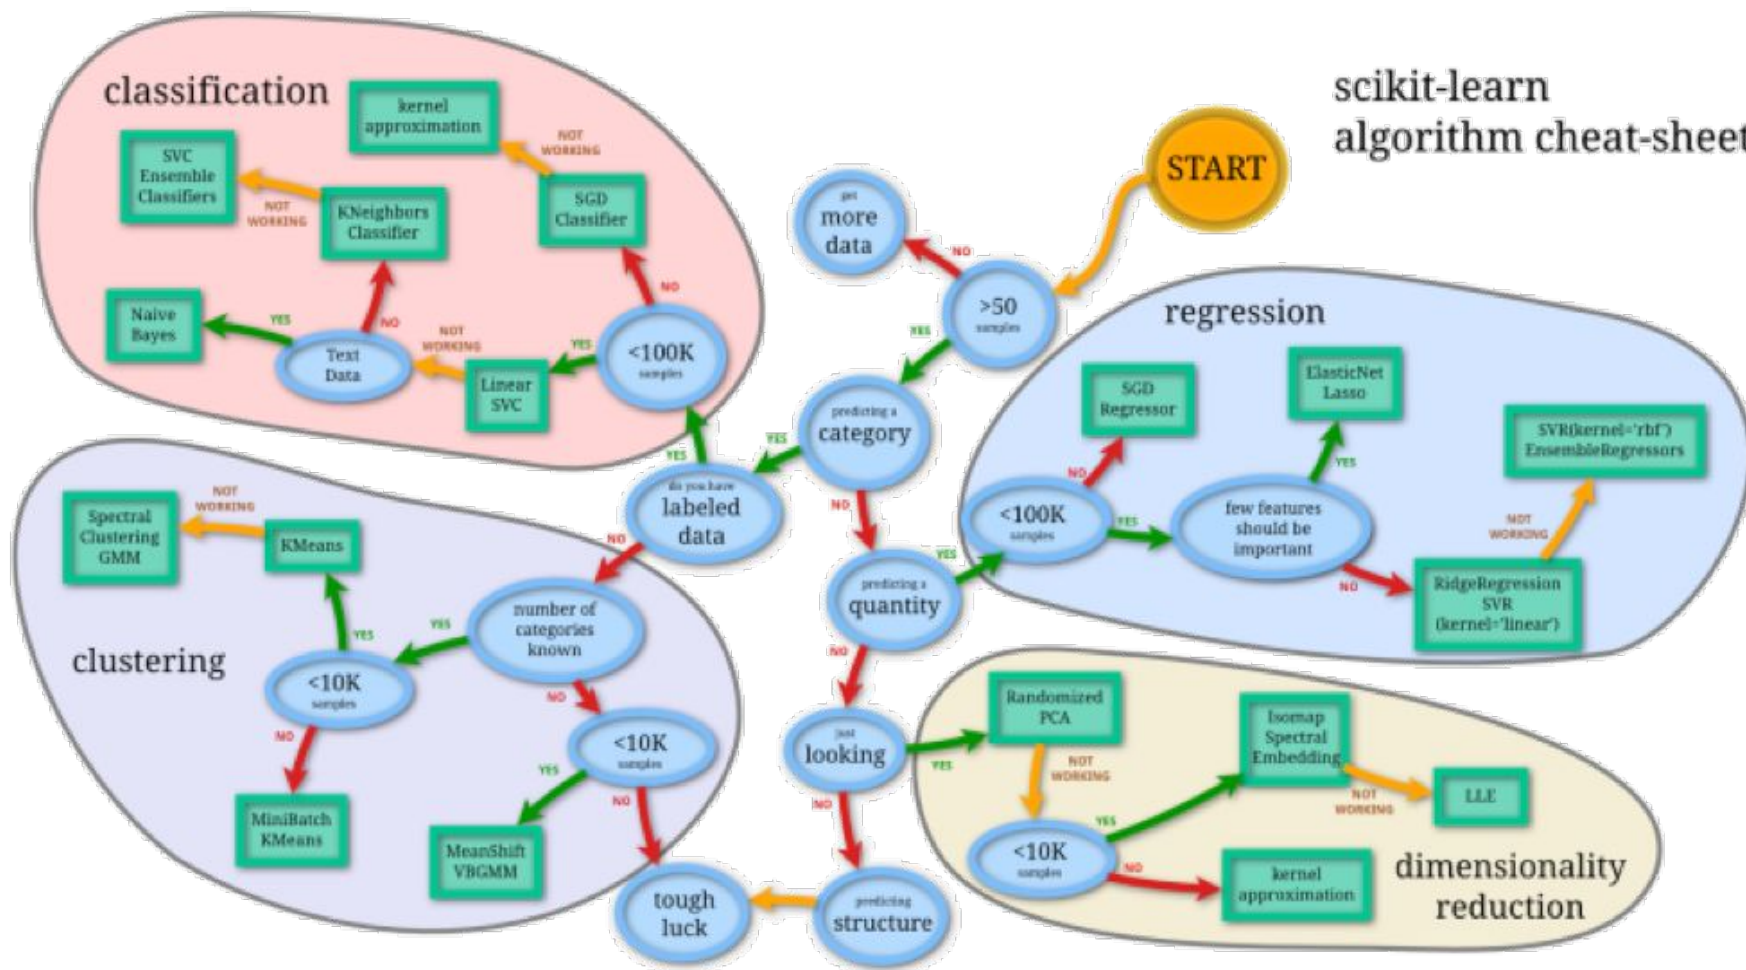 scikit-learn
algorithm cheat-sheet
START
get
more
data
NO
>50
samples
YES
predicting a
category
YES
NO
do you have
labeled
data
YES
NO
predicting a
quantity
YES
NO
just
looking
YES
NO
predicting
structure
tough
luck
classification
kernel
approximation
NOT
WORKING
SVC
Ensemble
Classifiers
NOT
WORKING
KNeighbors
Classifier
SGD
Classifier
NO
Naive
Bayes
YES
NO
Text
Data
NOT
WORKING
Linear
SVC
YES
<100K
samples
regression
SGD
Regressor
NO
<100K
samples
YES
ElasticNet
Lasso
YES
few features
should be
important
NO
SVR(kernel='rbf')
EnsembleRegressors
NOT
WORKING
RidgeRegression
SVR
(kernel='linear')
clustering
Spectral
Clustering
GMM
NOT
WORKING
KMeans
YES
<10K
samples
NO
MiniBatch
KMeans
YES
number of
categories
known
NO
<10K
samples
YES
NO
MeanShift
VBGMM
dimensionality
reduction
Randomized
PCA
NOT
WORKING
<10K
samples
YES
NO
Isomap
Spectral
Embedding
NOT
WORKING
LLE
kernel
approximation